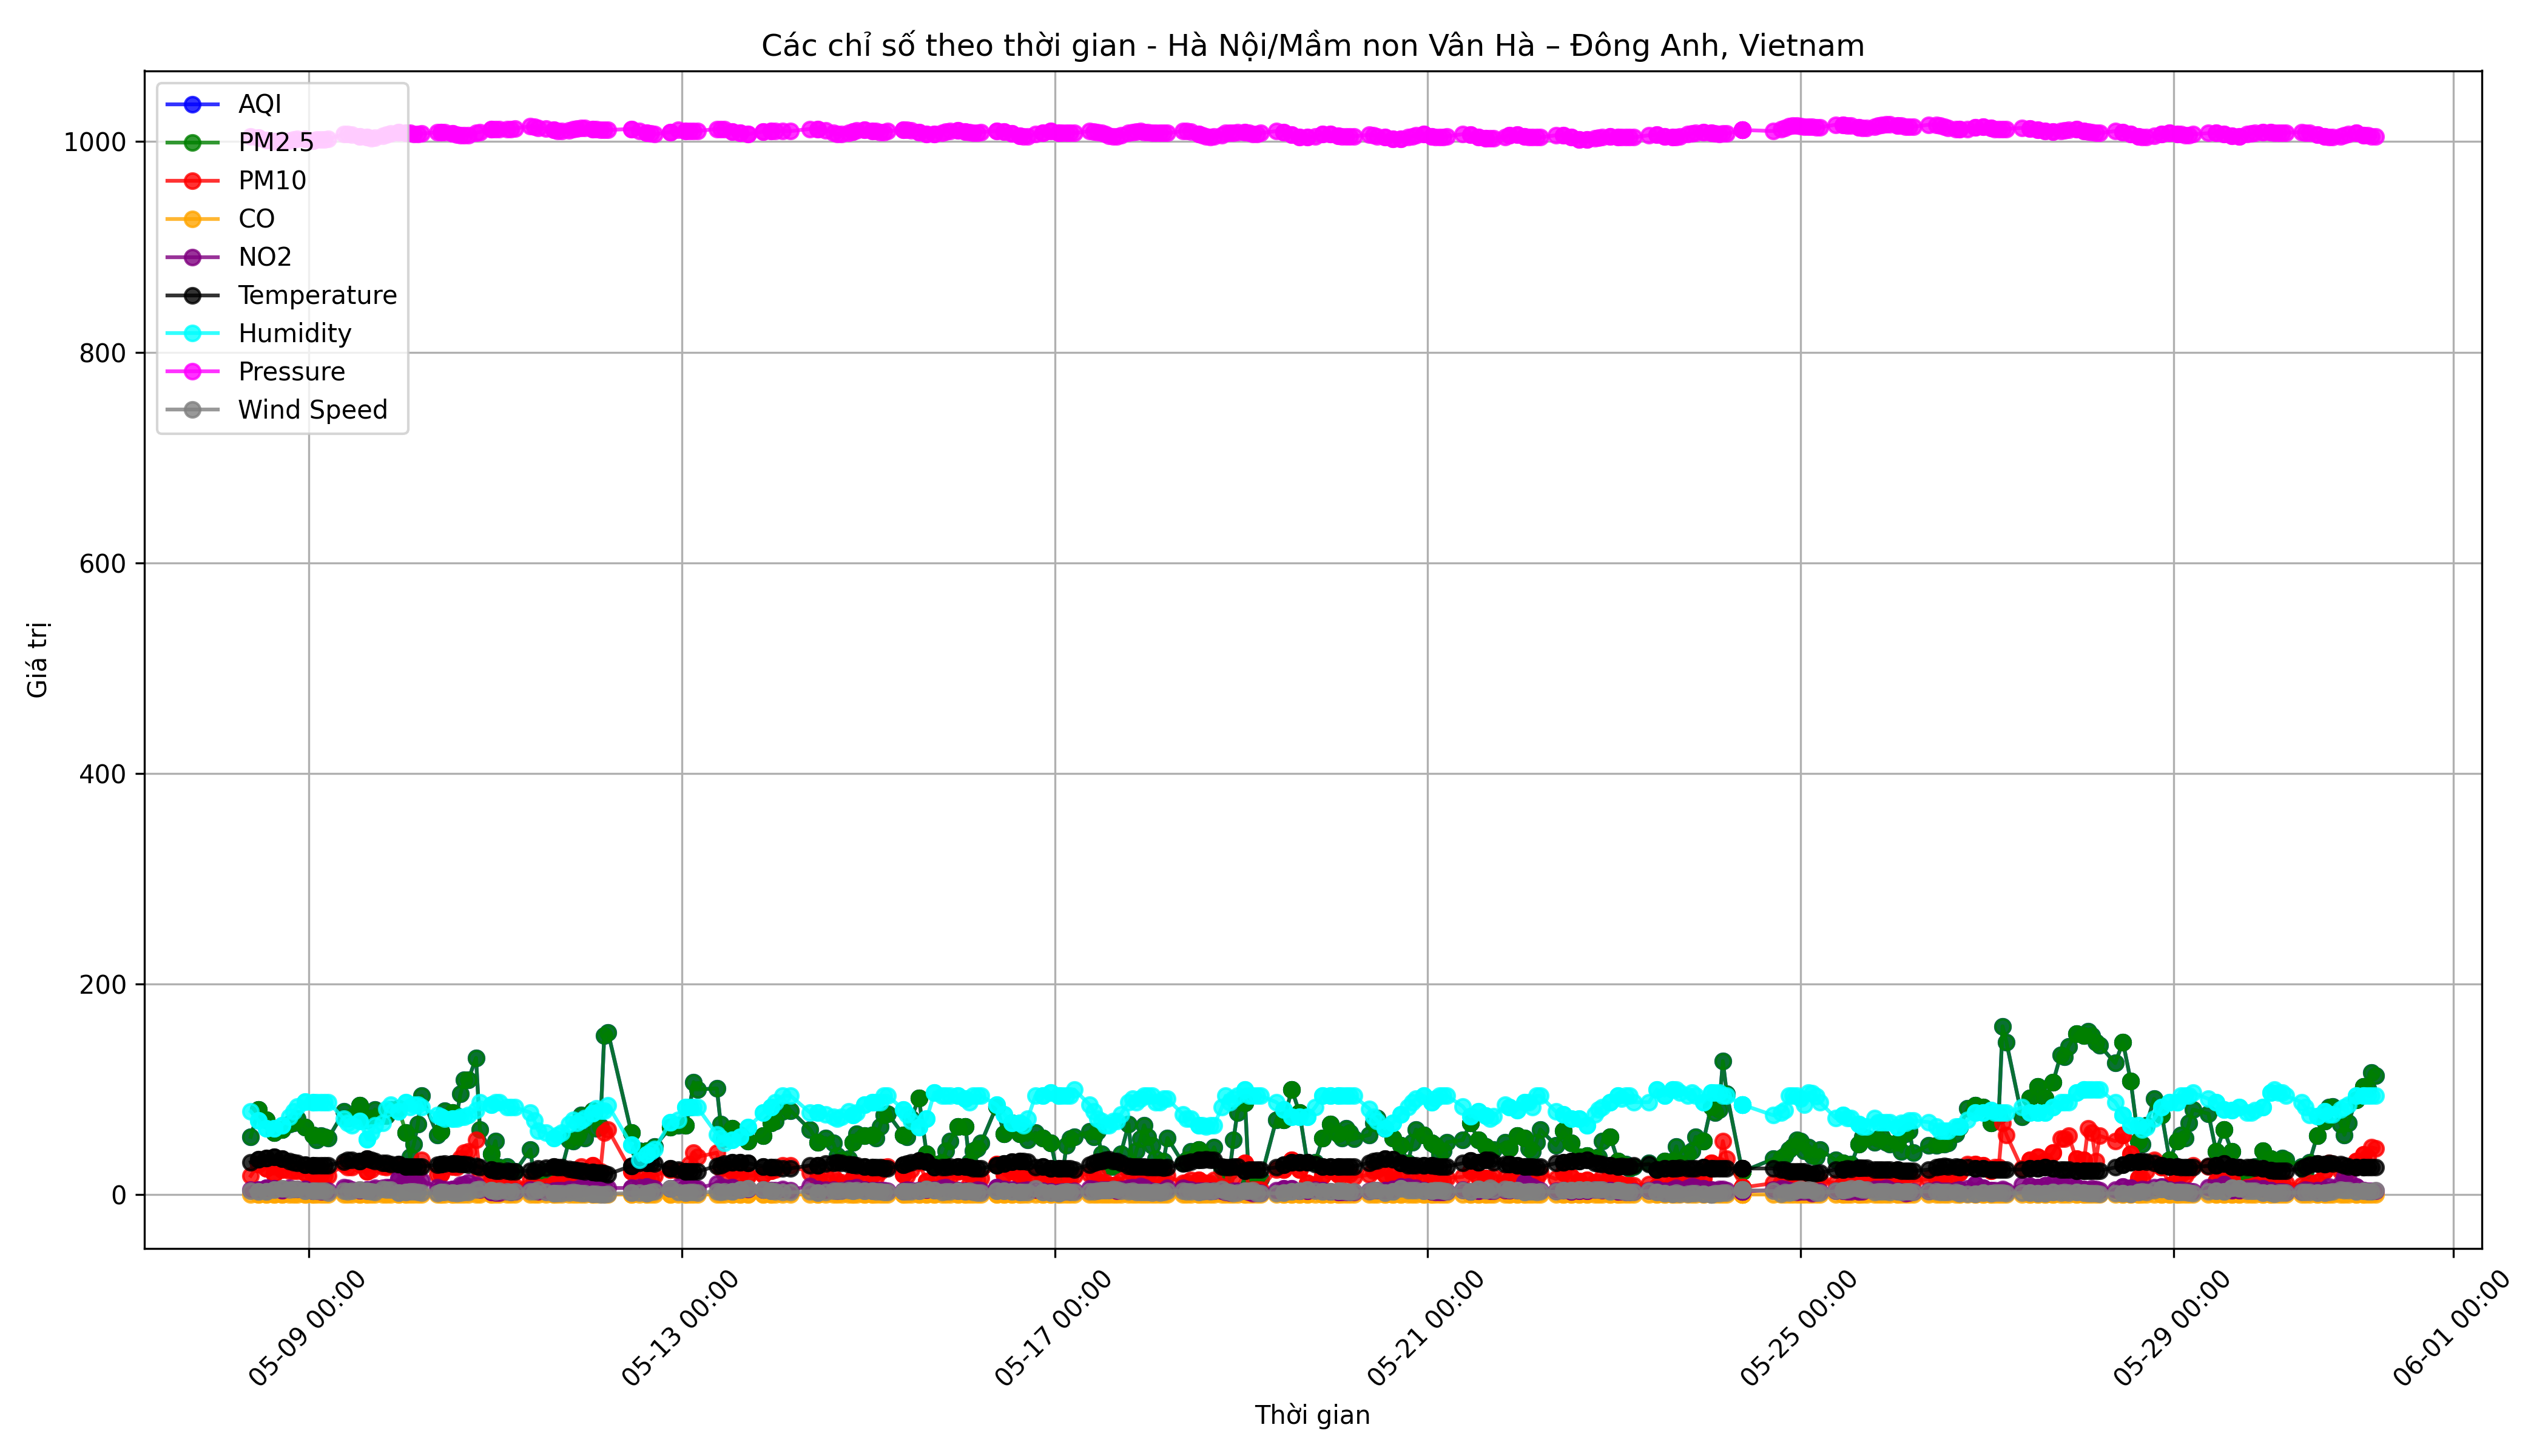 Các chỉ số theo thời gian - Hà Nội/Mầm non Vân Hà – Đông Anh, Vietnam
AQI
PM2.5
PM10
CO
NO2
Temperature
Humidity
Pressure
Wind Speed
1000
800
600
400
200
0
Giá trị
05-09 00:00
05-13 00:00
05-17 00:00
05-21 00:00
05-25 00:00
05-29 00:00
06-01 00:00
Thời gian